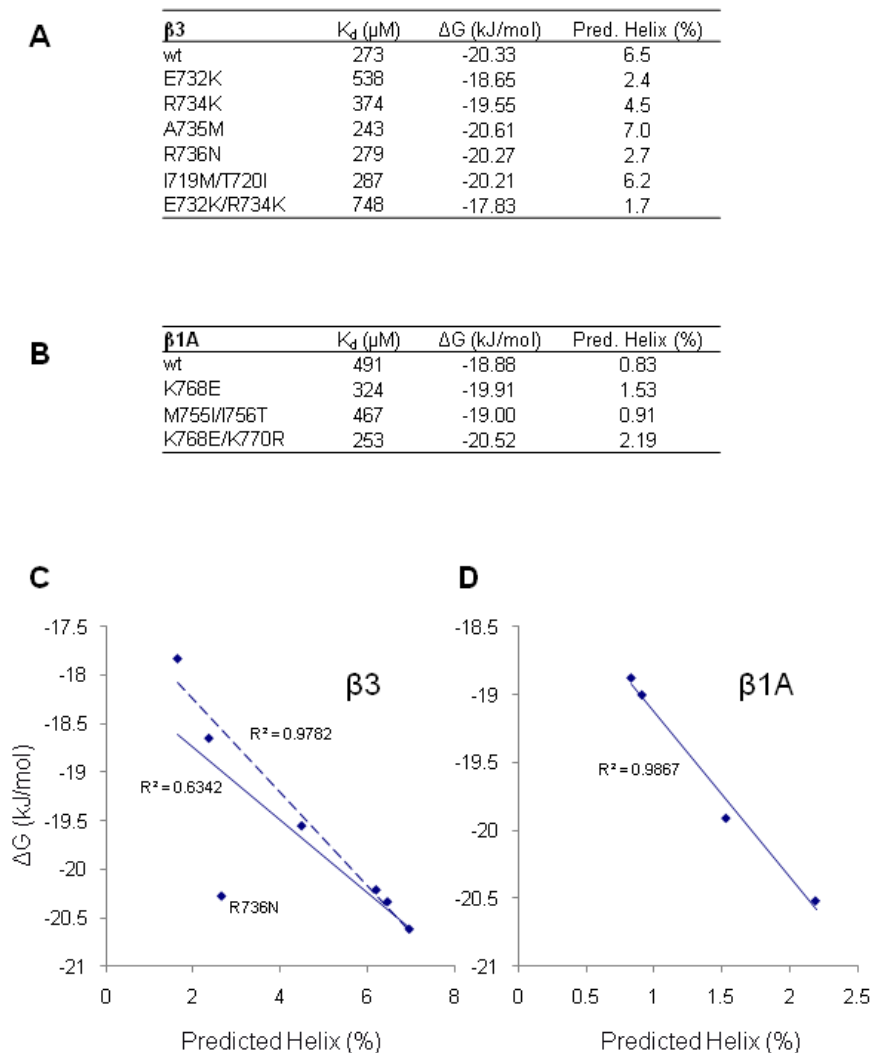 A
β3 Kd (μM) ΔG (kJ/mol) Pred. Helix (%)
wt 273 -20.33 6.5
E732K 538 -18.65 2.4
R734K 374 -19.55 4.5
A735M 243 -20.61 7.0
R736N 279 -20.27 2.7
I719M/T720I 287 -20.21 6.2
E732K/R734K 748 -17.83 1.7
B
β1A Kd (μM) ΔG (kJ/mol) Pred. Helix (%)
wt 491 -18.88 0.83
K768E 324 -19.91 1.53
M755I/I756T 467 -19.00 0.91
K768E/K770R 253 -20.52 2.19
C
-17.5
-18
-18.5
-19
-19.5
-20
-20.5
-21
ΔG (kJ/mol)
β3
R² = 0.9782
R² = 0.6342
R736N
0 2 4 6 8
Predicted Helix (%)
D
-18.5
-19
-19.5
-20
-20.5
-21
β1A
R² = 0.9867
0 0.5 1 1.5 2 2.5
Predicted Helix (%)